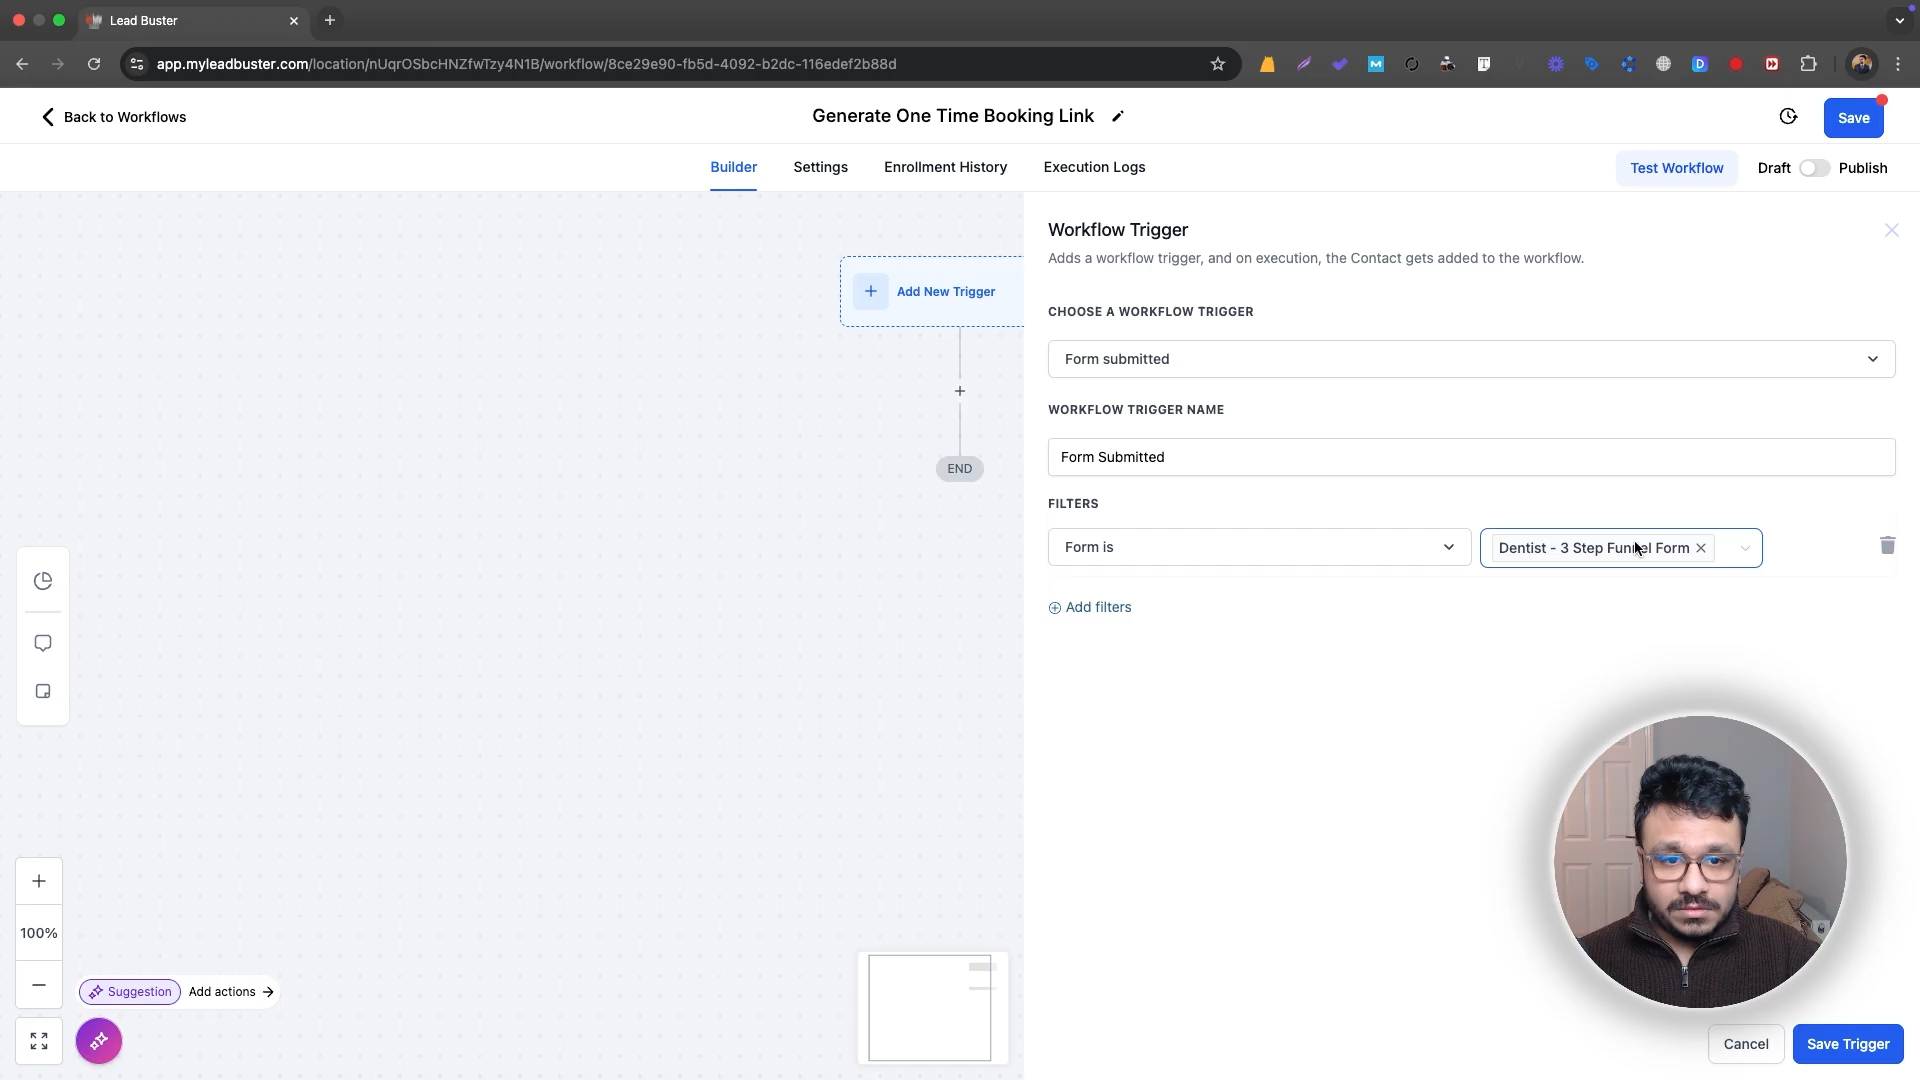 Lead Buster
app.myleadbuster.com/location/nUqrOSbcHNZfwTzy4N1B/workflow/8ce29e90-fb5d-4092-b2dc-116edef2b88d
Back to Workflows
Generate One Time Booking Link
Save
Builder
Settings
Enrollment History
Execution Logs
Test Workflow
Draft
Publish
Workflow Trigger
Adds a workflow trigger, and on execution, the Contact gets added to the workflow.
Add New Trigger
CHOOSE A WORKFLOW TRIGGER
Form submitted
WORKFLOW TRIGGER NAME
Form Submitted
END
FILTERS
Form is
Dentist - 3 Step Funnel Form
Add filters
100%
Suggestion
Add actions
Cancel
Save Trigger